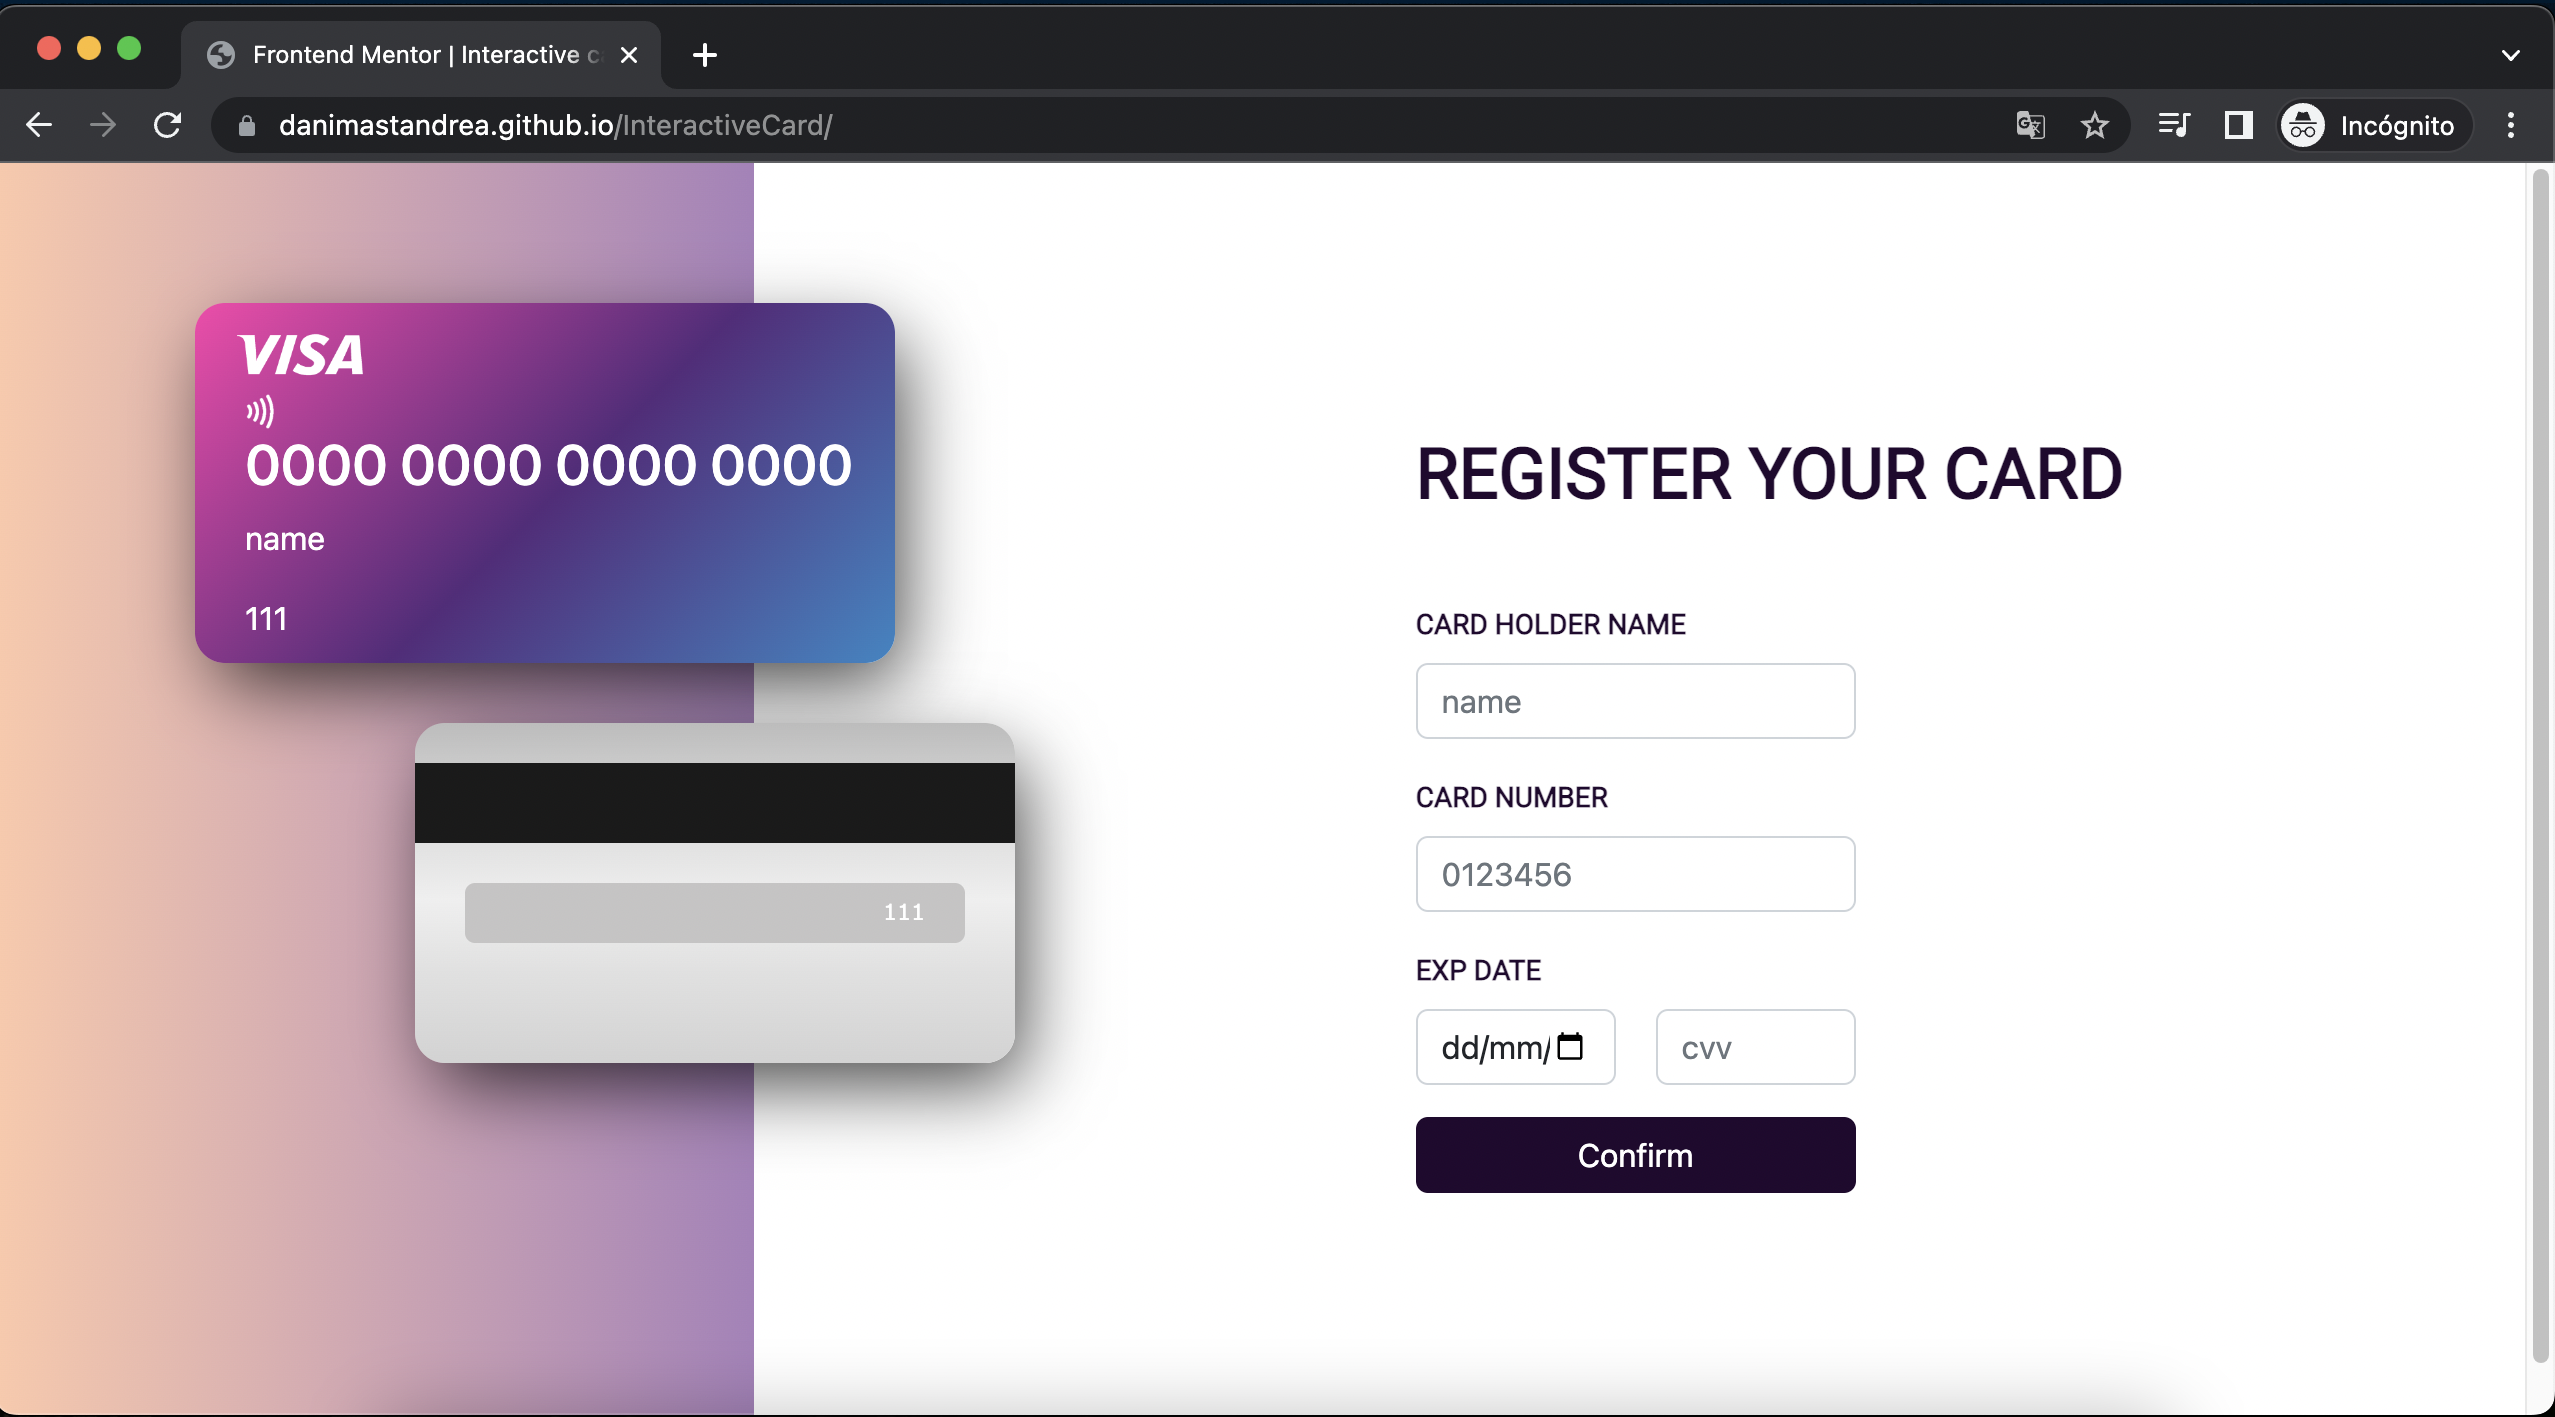 Frontend Mentor | Interactive c
danimastandrea.github.io/InteractiveCard/
Incógnito
VISA
0000 0000 0000 0000
name
111
111
REGISTER YOUR CARD
CARD HOLDER NAME
name
CARD NUMBER
0123456
EXP DATE
dd/mm/
cvv
Confirm